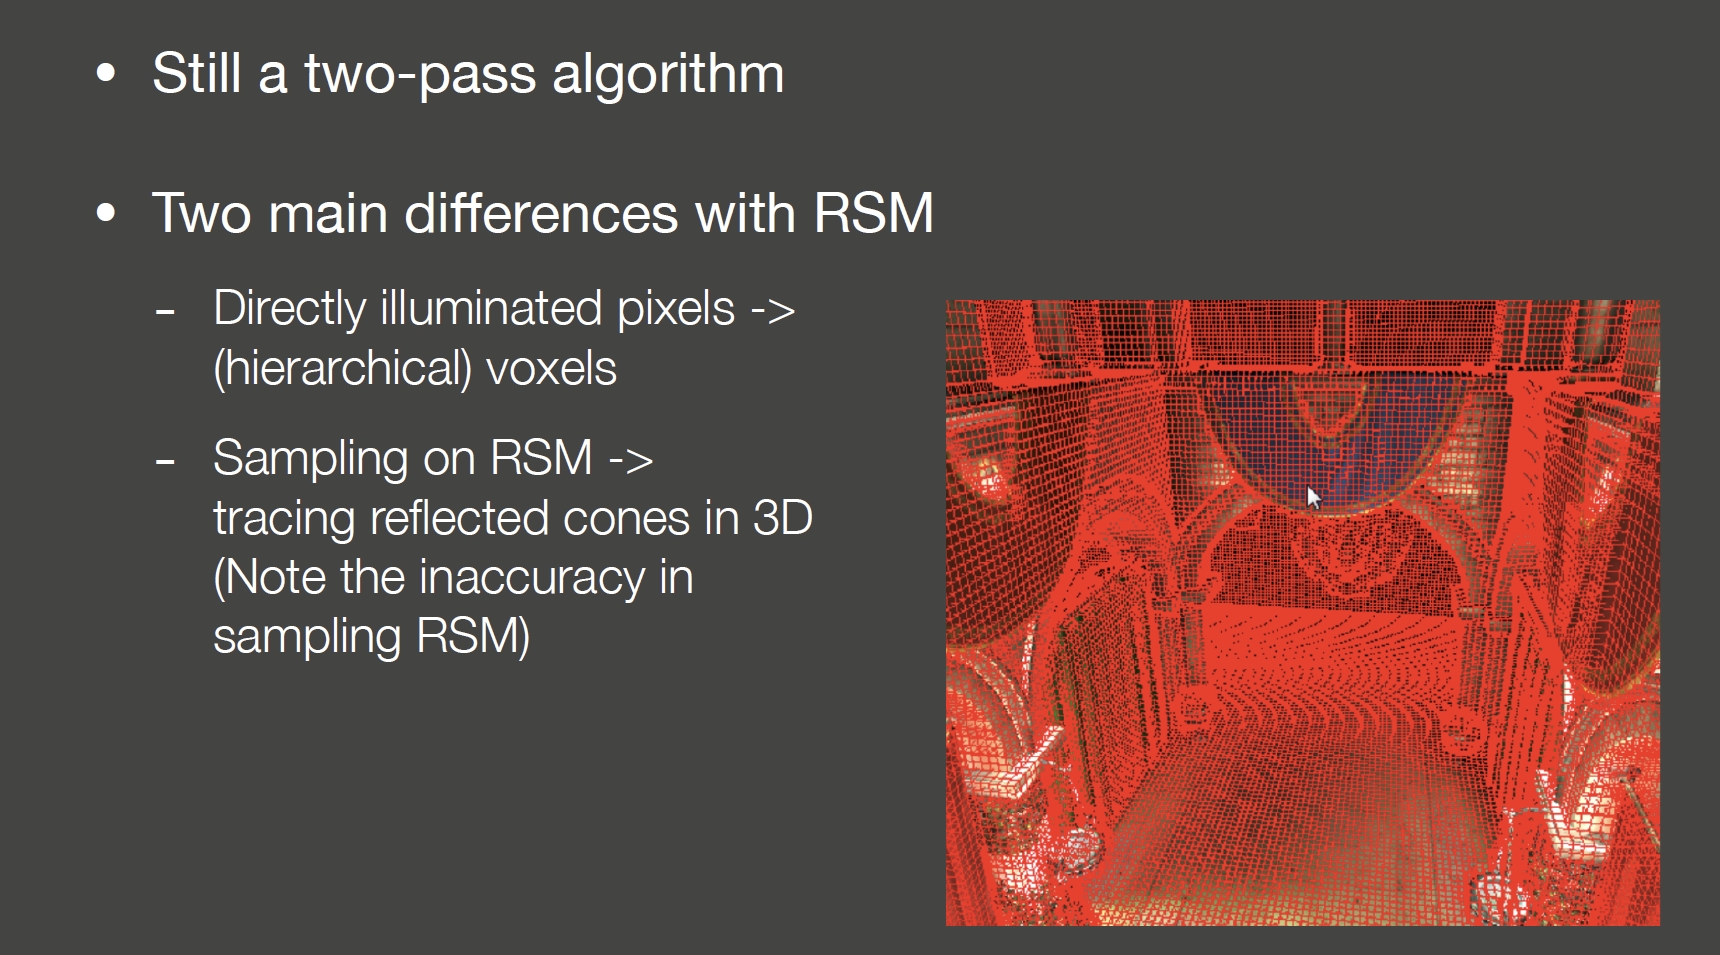 • Still a two-pass algorithm
• Two main differences with RSM
- Directly illuminated pixels ->
(hierarchical) voxels
- Sampling on RSM ->
tracing reflected cones in 3D
(Note the inaccuracy in
sampling RSM)